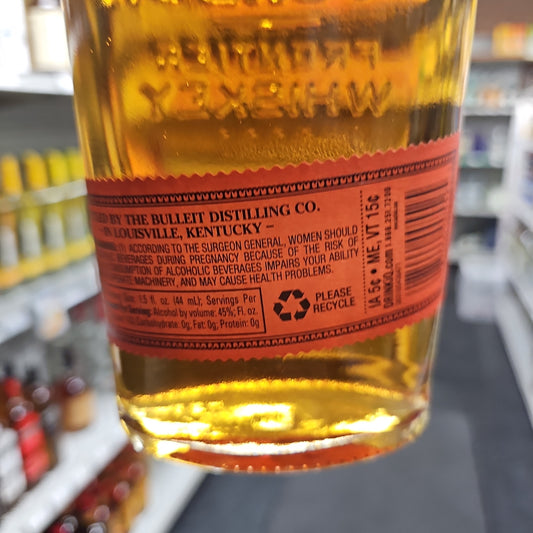 FRONTIER
WHISKEY
BY THE BULLEIT DISTILLING CO.
IN LOUISVILLE, KENTUCKY –
(1) ACCORDING TO THE SURGEON GENERAL, WOMEN SHOULD
BEVERAGES DURING PREGNANCY BECAUSE OF THE RISK OF
OF ALCOHOLIC BEVERAGES IMPAIRS YOUR ABILITY
MACHINERY, AND MAY CAUSE HEALTH PROBLEMS.
Size: 1.5 fl. oz. (44 mL); Servings Per
Serving: Alcohol by volume: 45%; Fl. oz.
Carbohydrate: 0g; Fat: 0g; Protein: 0g
PLEASE
RECYCLE
IA 5¢ • ME, VT 15¢